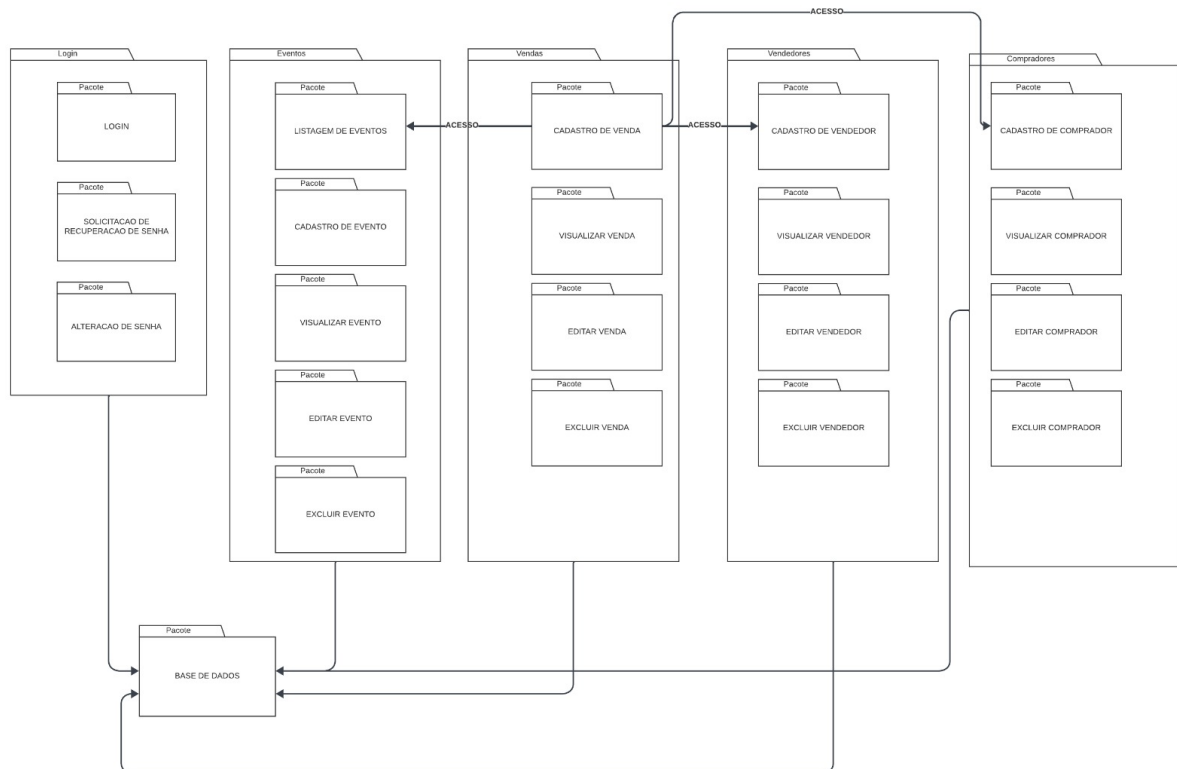 ACESSO
Login
Pacote
LOGIN
Pacote
SOLICITACAO DE
RECUPERACAO DE SENHA
Pacote
ALTERACAO DE SENHA
Eventos
Pacote
LISTAGEM DE EVENTOS
Pacote
CADASTRO DE EVENTO
Pacote
VISUALIZAR EVENTO
Pacote
EDITAR EVENTO
Pacote
EXCLUIR EVENTO
ACESSO
Vendas
Pacote
CADASTRO DE VENDA
VISUALIZAR VENDA
Pacote
EDITAR VENDA
Pacote
EXCLUIR VENDA
ACESSO
Vendedores
Pacote
CADASTRO DE VENDEDOR
Pacote
VISUALIZAR VENDEDOR
Pacote
EDITAR VENDEDOR
Pacote
EXCLUIR VENDEDOR
Compradores
Pacote
CADASTRO DE COMPRADOR
Pacote
VISUALIZAR COMPRADOR
Pacote
EDITAR COMPRADOR
Pacote
EXCLUIR COMPRADOR
Pacote
BASE DE DADOS